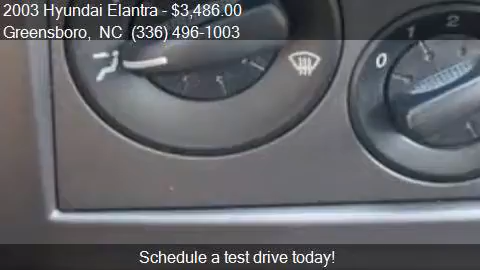 2003 Hyundai Elantra - $3,486.00
Greensboro, NC (336) 496-1003
0 1 2
Schedule a test drive today!